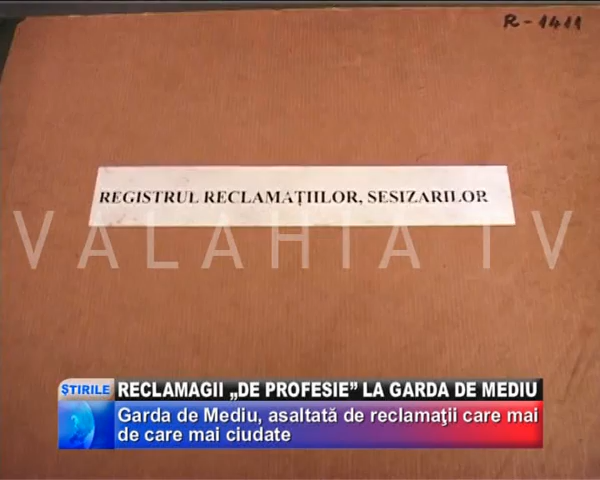 R-1411
REGISTRUL RECLAMAȚIILOR, SESIZARILOR
VALAHIA TV
ŞTIRILE
RECLAMAGII „DE PROFESIE” LA GARDA DE MEDIU
Garda de Mediu, asaltată de reclamaţii care mai
de care mai ciudate